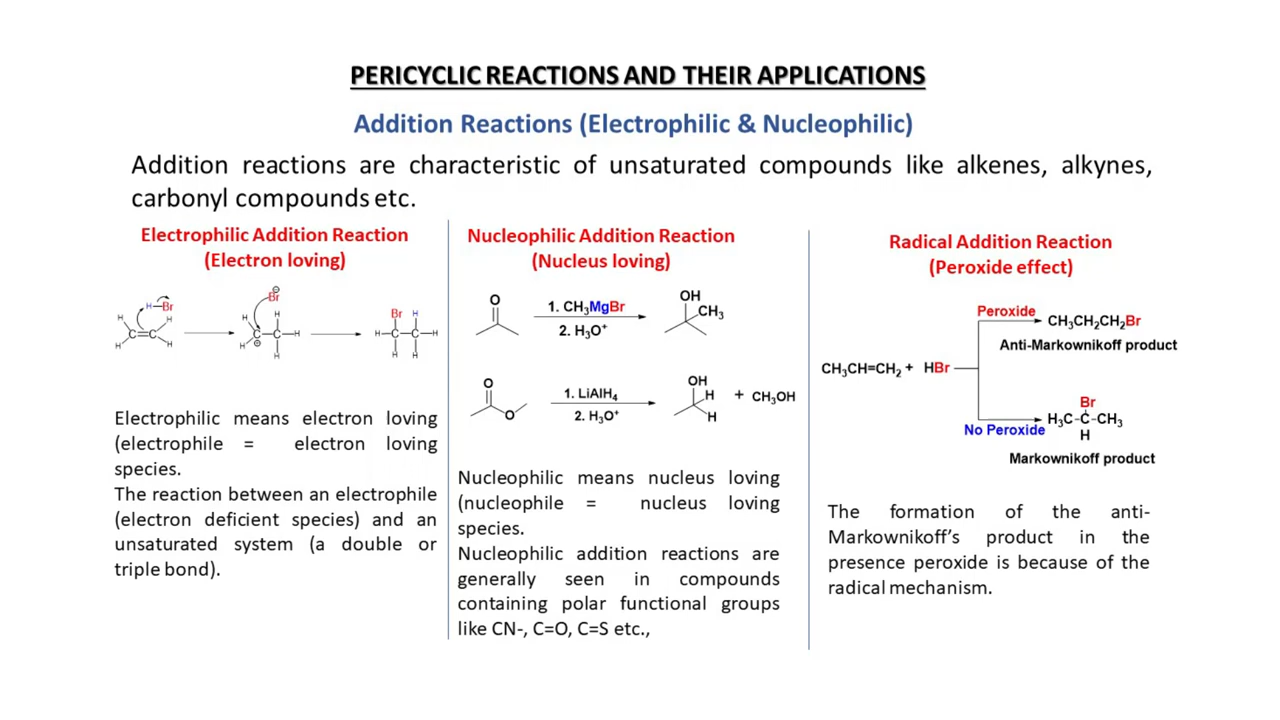 PERICYCLIC REACTIONS AND THEIR APPLICATIONS
Addition Reactions (Electrophilic & Nucleophilic)
Addition reactions are characteristic of unsaturated compounds like alkenes, alkynes,
carbonyl compounds etc.
Electrophilic Addition Reaction
(Electron loving)
H Br
H H
C=C
H H
Br
H H
C C H
H
Br H
H C C H
H H
Electrophilic means electron loving
(electrophile = electron loving
species.
The reaction between an electrophile
(electron deficient species) and an
unsaturated system (a double or
triple bond).
Nucleophilic Addition Reaction
(Nucleus loving)
O
1. CH₃MgBr
2. H₃O⁺
OH
CH₃
O
O
1. LiAlH₄
2. H₃O⁺
OH
H
H
+ CH₃OH
Nucleophilic means nucleus loving
(nucleophile = nucleus loving
species.
Nucleophilic addition reactions are
generally seen in compounds
containing polar functional groups
like CN-, C=O, C=S etc.,
Radical Addition Reaction
(Peroxide effect)
Peroxide
CH₃CH₂CH₂Br
Anti-Markownikoff product
CH₃CH=CH₂ + HBr
No Peroxide
Br
H₃C-C-CH₃
H
Markownikoff product
The formation of the anti-
Markownikoff’s product in the
presence peroxide is because of the
radical mechanism.